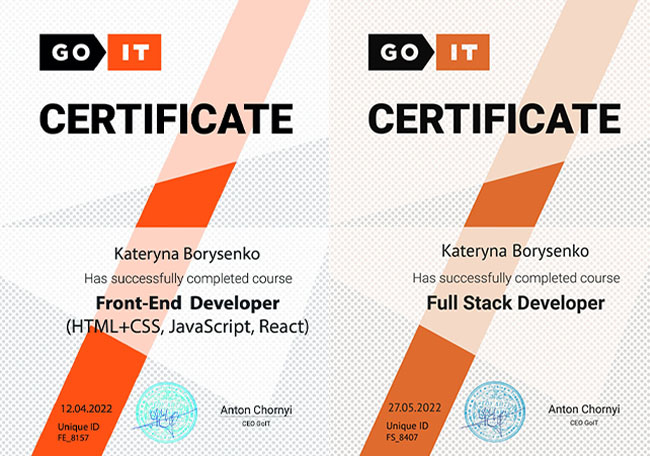 GO IT
CERTIFICATE
Kateryna Borysenko
Has successfully completed course
Front-End Developer
(HTML+CSS, JavaScript, React)
12.04.2022
Unique ID
FE_8157
Anton Chornyi
CEO GoIT
GO IT
CERTIFICATE
Kateryna Borysenko
Has successfully completed course
Full Stack Developer
27.05.2022
Unique ID
FS_8407
Anton Chornyi
CEO GoIT